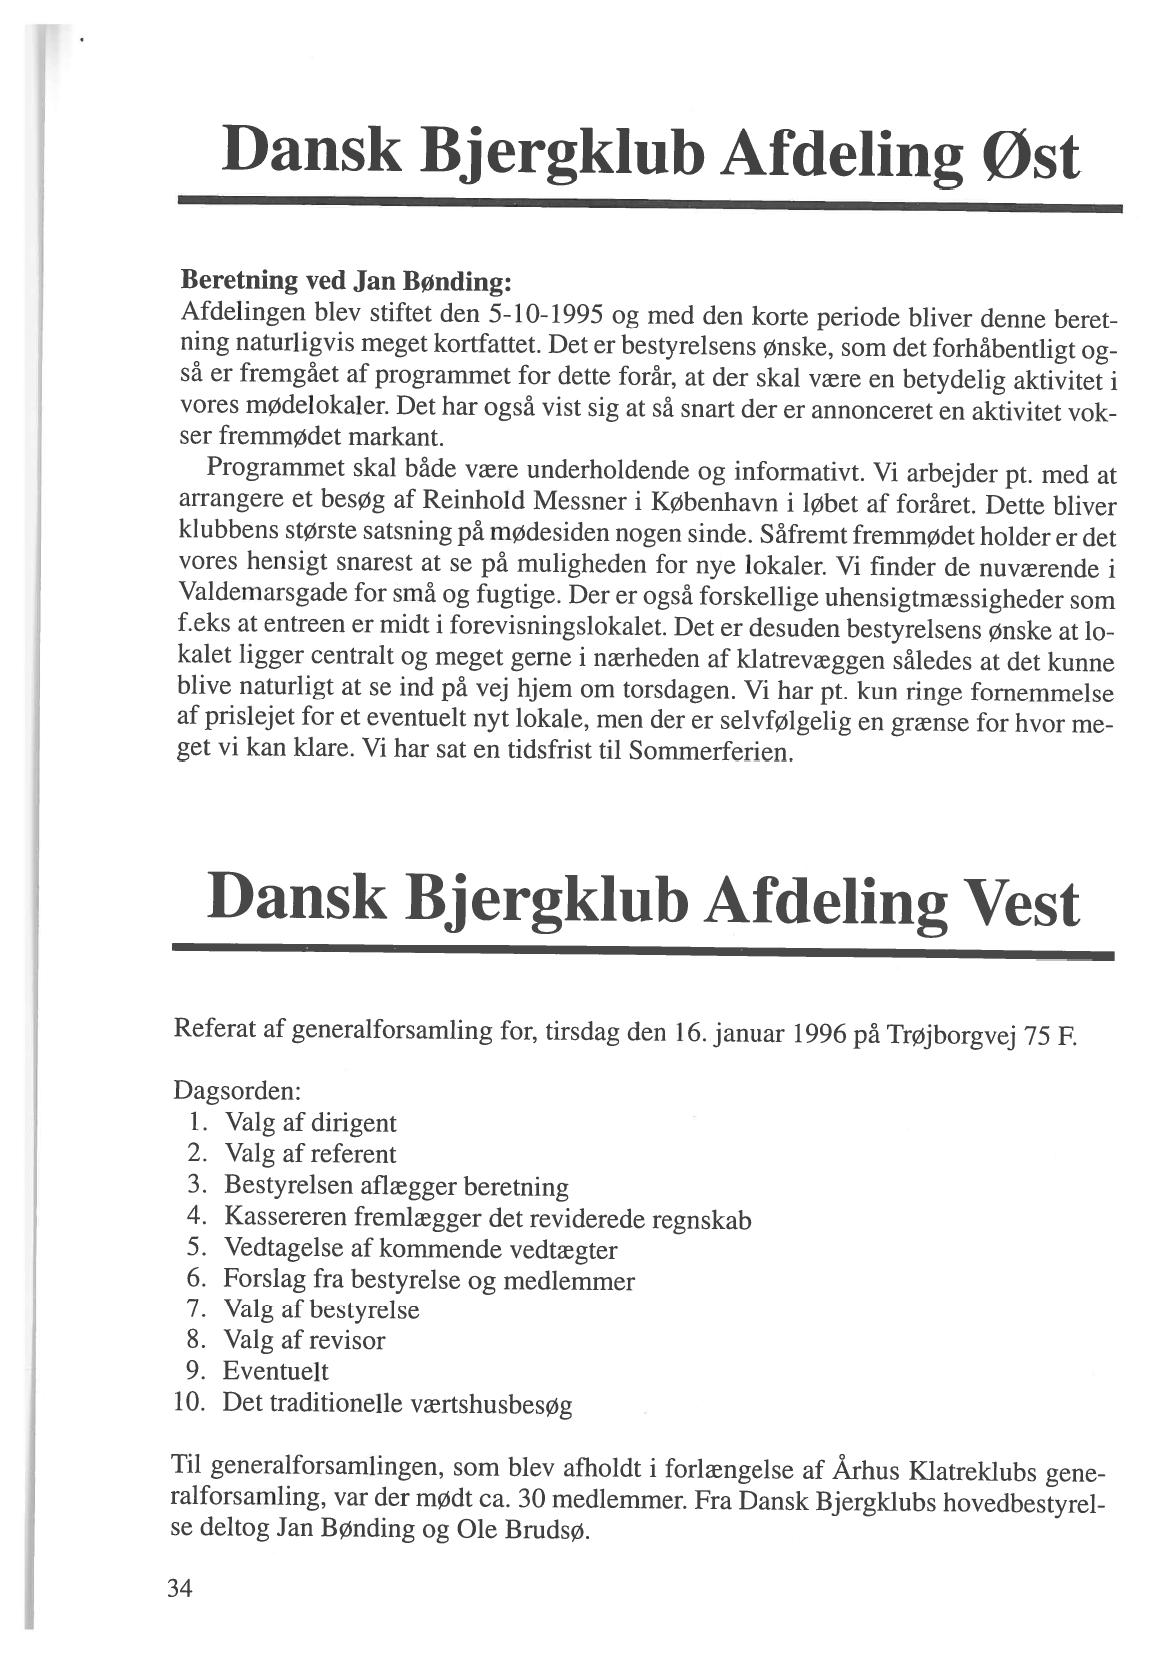 Dansk Bjergklub Afdeling Øst
Beretning ved Jan Bønding:
Afdelingen blev stiftet den 5-10-1995 og med den korte periode bliver denne beret-
ning naturligvis meget kortfattet. Det er bestyrelsens ønske, som det forhåbentligt og-
så er fremgået af programmet for dette forår, at der skal være en betydelig aktivitet i
vores mødelokaler. Det har også vist sig at så snart der er annonceret en aktivitet vok-
ser fremmødet markant.
Programmet skal både være underholdende og informativt. Vi arbejder pt. med at
arrangere et besøg af Reinhold Messner i København i løbet af foråret. Dette bliver
klubbens største satsning på mødesiden nogen sinde. Såfremt fremmødet holder er det
vores hensigt snarest at se på muligheden for nye lokaler. Vi finder de nuværende i
Valdemarsgade for små og fugtige. Der er også forskellige uhensigtmæssigheder som
f.eks at entreen er midt i forevisningslokalet. Det er desuden bestyrelsens ønske at lo-
kalet ligger centralt og meget gerne i nærheden af klatrevæggen således at det kunne
blive naturligt at se ind på vej hjem om torsdagen. Vi har pt. kun ringe fornemmelse
af prislejet for et eventuelt nyt lokale, men der er selvfølgelig en grænse for hvor me-
get vi kan klare. Vi har sat en tidsfrist til Sommerferien.
Dansk Bjergklub Afdeling Vest
Referat af generalforsamling for, tirsdag den 16. januar 1996 på Trøjborgvej 75 F.
Dagsorden:
1. Valg af dirigent
2. Valg af referent
3. Bestyrelsen aflægger beretning
4. Kassereren fremlægger det reviderede regnskab
5. Vedtagelse af kommende vedtægter
6. Forslag fra bestyrelse og medlemmer
7. Valg af bestyrelse
8. Valg af revisor
9. Eventuelt
10. Det traditionelle værtshusbesøg
Til generalforsamlingen, som blev afholdt i forlængelse af Århus Klatreklubs gene-
ralforsamling, var der mødt ca. 30 medlemmer. Fra Dansk Bjergklubs hovedbestyrel-
se deltog Jan Bønding og Ole Brudsø.
34